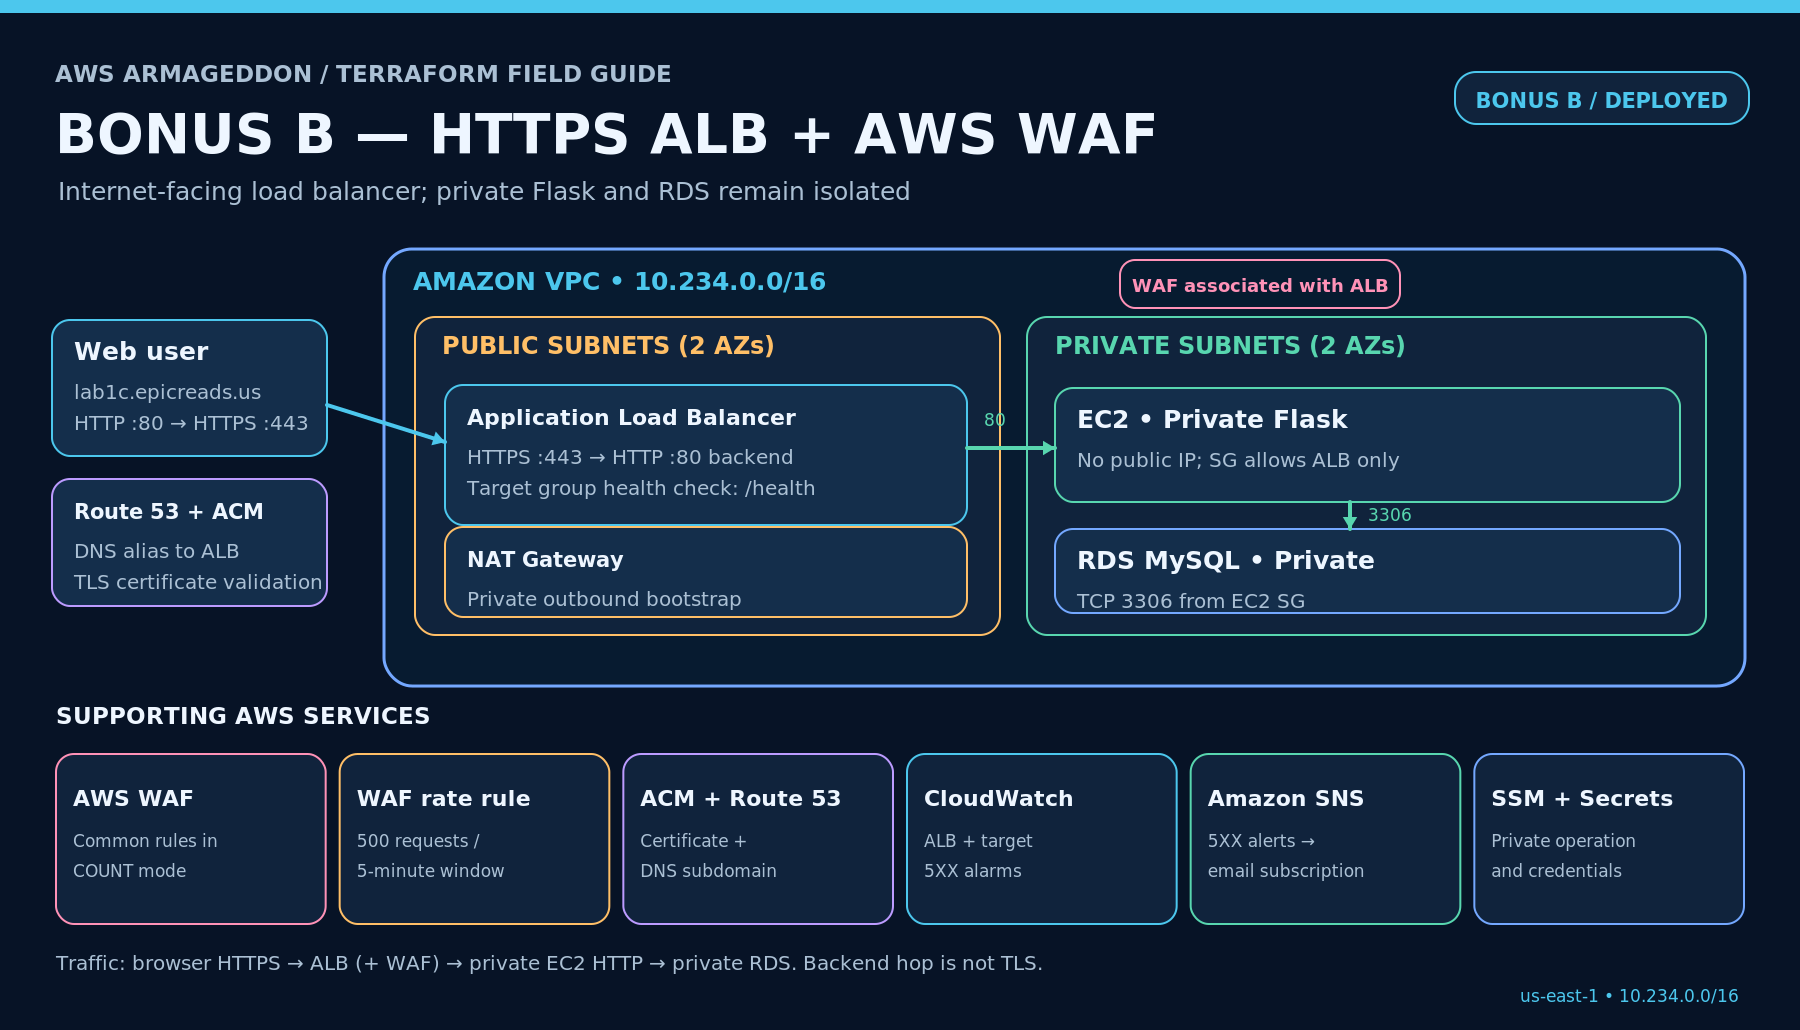 AWS ARMAGEDDON / TERRAFORM FIELD GUIDE
BONUS B — HTTPS ALB + AWS WAF
Internet-facing load balancer; private Flask and RDS remain isolated
BONUS B / DEPLOYED
Web user
lab1c.epicreads.us
HTTP :80 → HTTPS :443
Route 53 + ACM
DNS alias to ALB
TLS certificate validation
AMAZON VPC • 10.234.0.0/16
WAF associated with ALB
PUBLIC SUBNETS (2 AZs)
Application Load Balancer
HTTPS :443 → HTTP :80 backend
Target group health check: /health
NAT Gateway
Private outbound bootstrap
80
PRIVATE SUBNETS (2 AZs)
EC2 • Private Flask
No public IP; SG allows ALB only
3306
RDS MySQL • Private
TCP 3306 from EC2 SG
SUPPORTING AWS SERVICES
AWS WAF
Common rules in
COUNT mode
WAF rate rule
500 requests /
5-minute window
ACM + Route 53
Certificate +
DNS subdomain
CloudWatch
ALB + target
5XX alarms
Amazon SNS
5XX alerts →
email subscription
SSM + Secrets
Private operation
and credentials
Traffic: browser HTTPS → ALB (+ WAF) → private EC2 HTTP → private RDS. Backend hop is not TLS.
us-east-1 • 10.234.0.0/16